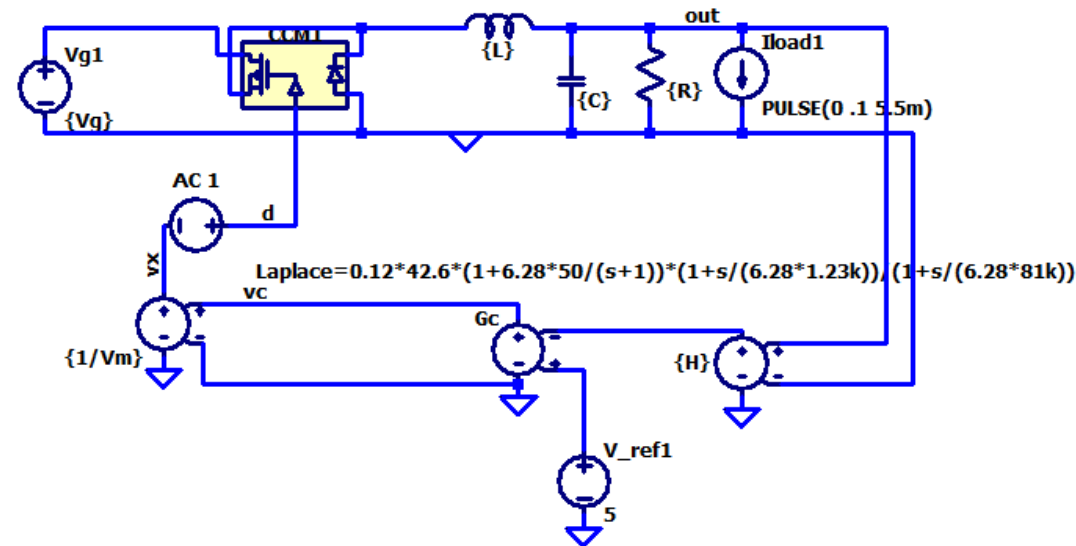 out
CCM1
Vg1
{L}
Iload1
{C}
{R}
{Vg}
PULSE(0 .1 5.5m)
AC 1
d
vx
Laplace=0.12*42.6*(1+6.28*50/(s+1))*(1+s/(6.28*1.23k))/(1+s/(6.28*81k))
vc
Gc
{1/Vm}
{H}
V_ref1
5